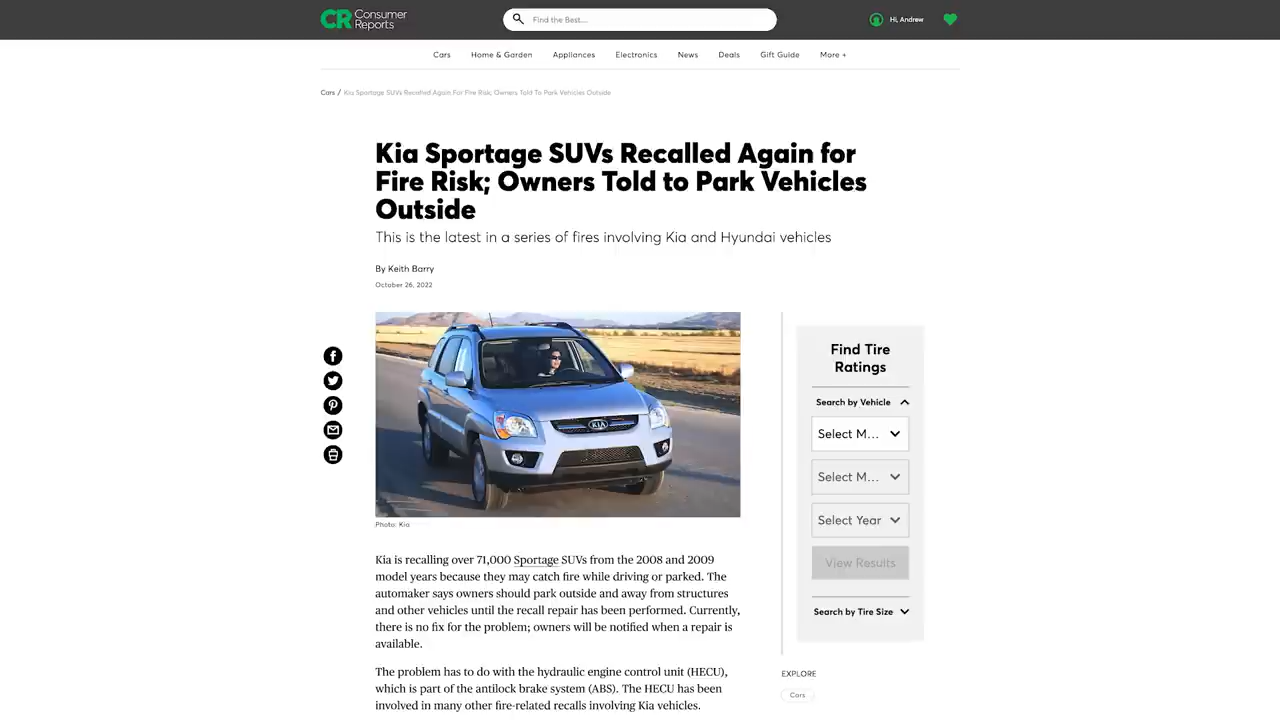 CR Consumer Reports
Find the Best...
Hi, Andrew
Cars Home & Garden Appliances Electronics News Deals Gift Guide More +
Cars / Kia Sportage SUVs Recalled Again For Fire Risk; Owners Told To Park Vehicles Outside
Kia Sportage SUVs Recalled Again for
Fire Risk; Owners Told to Park Vehicles
Outside
This is the latest in a series of fires involving Kia and Hyundai vehicles
By Keith Barry
October 26, 2022
KIA
Photo: Kia
Kia is recalling over 71,000 Sportage SUVs from the 2008 and 2009
model years because they may catch fire while driving or parked. The
automaker says owners should park outside and away from structures
and other vehicles until the recall repair has been performed. Currently,
there is no fix for the problem; owners will be notified when a repair is
available.
The problem has to do with the hydraulic engine control unit (HECU),
which is part of the antilock brake system (ABS). The HECU has been
involved in many other fire-related recalls involving Kia vehicles.
Find Tire
Ratings
Search by Vehicle
Select M...
Select M...
Select Year
View Results
Search by Tire Size
EXPLORE
Cars